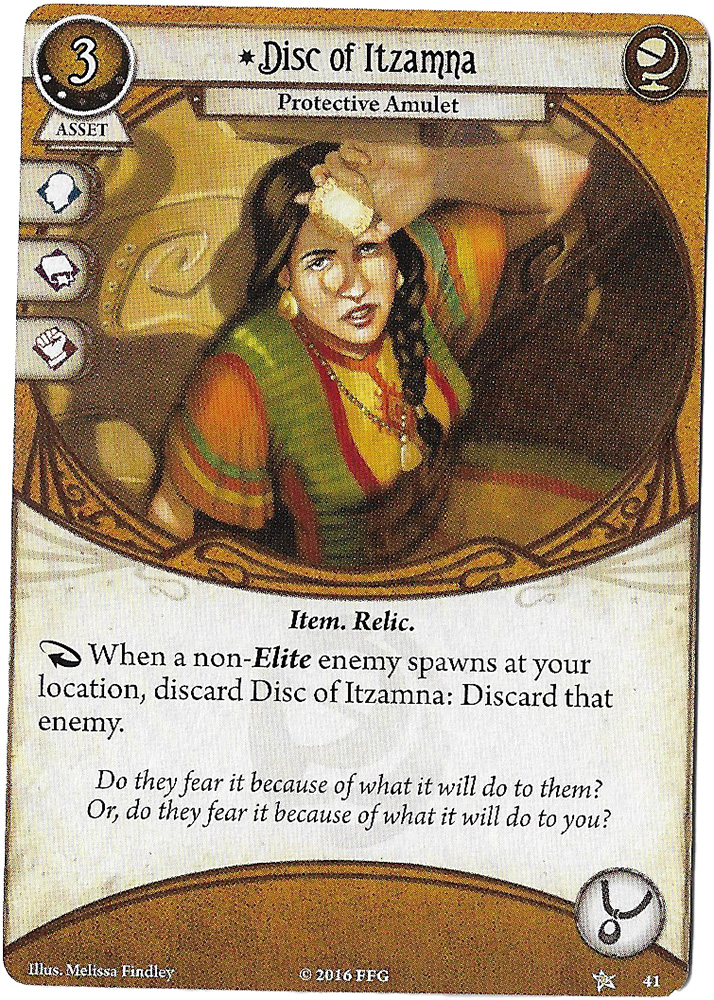 3
Disc of Itzamna
Protective Amulet
ASSET
Item. Relic.
When a non-Elite enemy spawns at your
location, discard Disc of Itzamna: Discard that
enemy.
Do they fear it because of what it will do to them?
Or, do they fear it because of what it will do to you?
Illus. Melissa Findley
© 2016 FFG
41